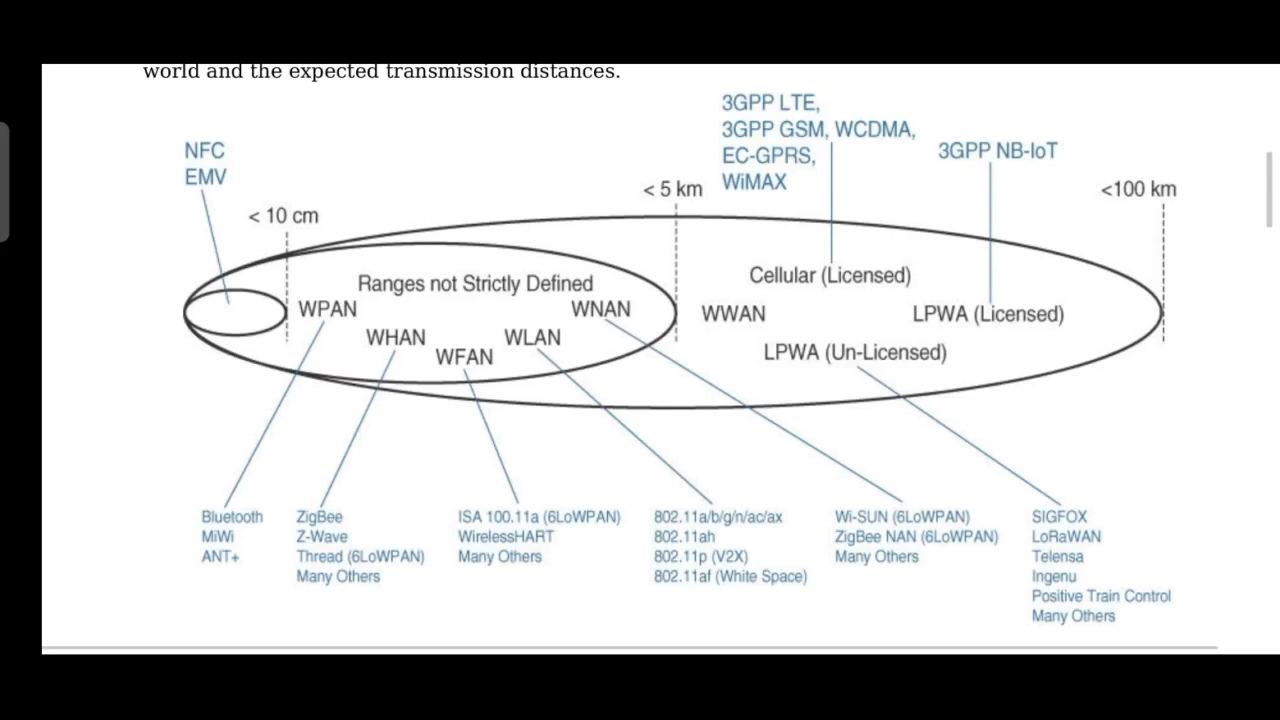 world and the expected transmission distances.
3GPP LTE,
3GPP GSM, WCDMA,
EC-GPRS,
WiMAX
3GPP NB-IoT
NFC
EMV
< 10 cm
< 5 km
<100 km
Ranges not Strictly Defined
WPAN
WHAN
WFAN
WLAN
WNAN
WWAN
Cellular (Licensed)
LPWA (Licensed)
LPWA (Un-Licensed)
Bluetooth
MiWi
ANT+
ZigBee
Z-Wave
Thread (6LoWPAN)
Many Others
ISA 100.11a (6LoWPAN)
WirelessHART
Many Others
802.11a/b/g/n/ac/ax
802.11ah
802.11p (V2X)
802.11af (White Space)
Wi-SUN (6LoWPAN)
ZigBee NAN (6LoWPAN)
Many Others
SIGFOX
LoRaWAN
Telensa
Ingenu
Positive Train Control
Many Others